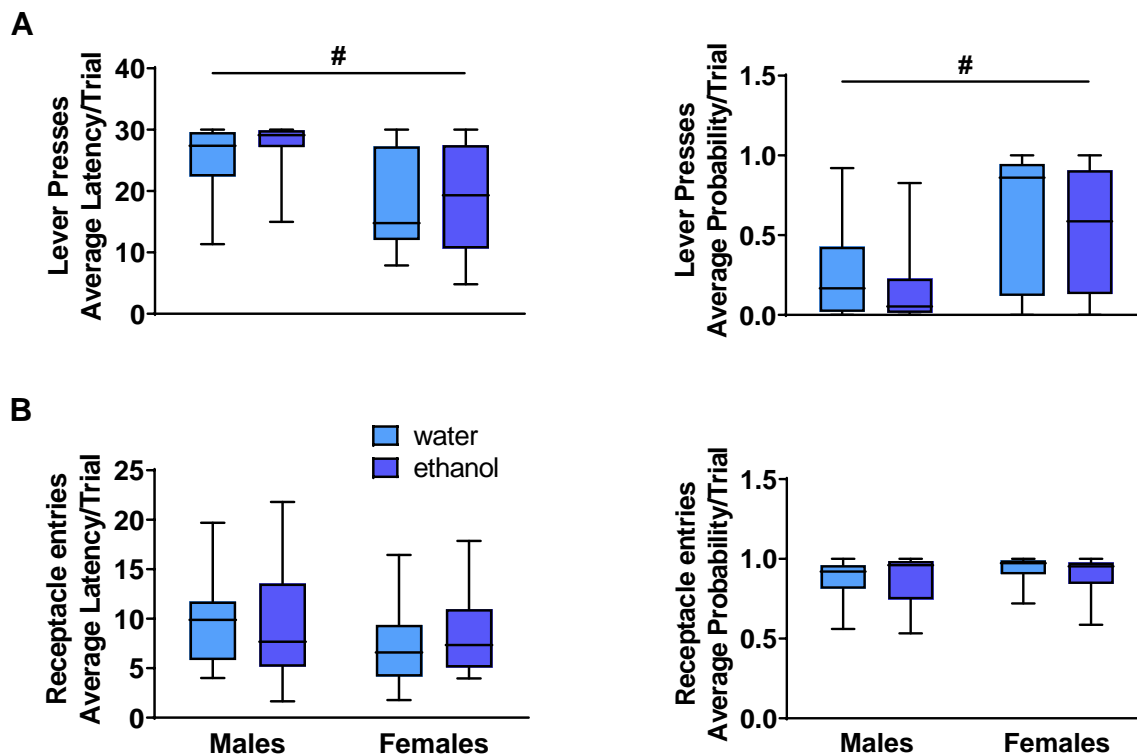 A
#
Lever Presses
Average Latency/Trial
40
30
20
10
0
#
Lever Presses
Average Probability/Trial
1.5
1.0
0.5
0.0
B
water
ethanol
Receptacle entries
Average Latency/Trial
25
20
15
10
5
0
Males Females
Receptacle entries
Average Probability/Trial
1.5
1.0
0.5
0.0
Males Females